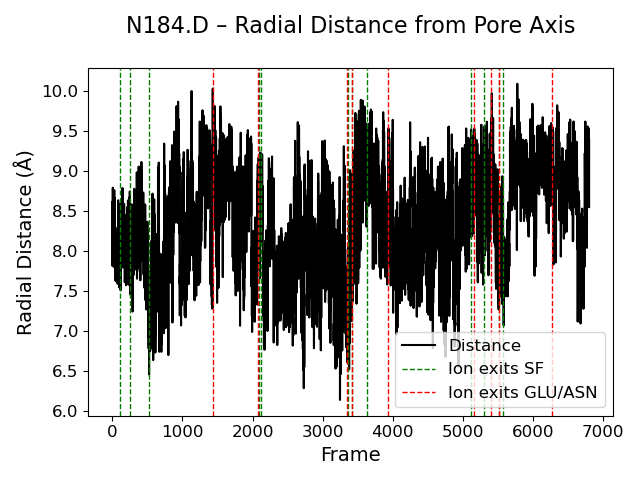 N184.D – Radial Distance from Pore Axis
Radial Distance (Å)
10.0
9.5
9.0
8.5
8.0
7.5
7.0
6.5
6.0
Distance
Ion exits SF
Ion exits GLU/ASN
0 1000 2000 3000 4000 5000 6000 7000
Frame